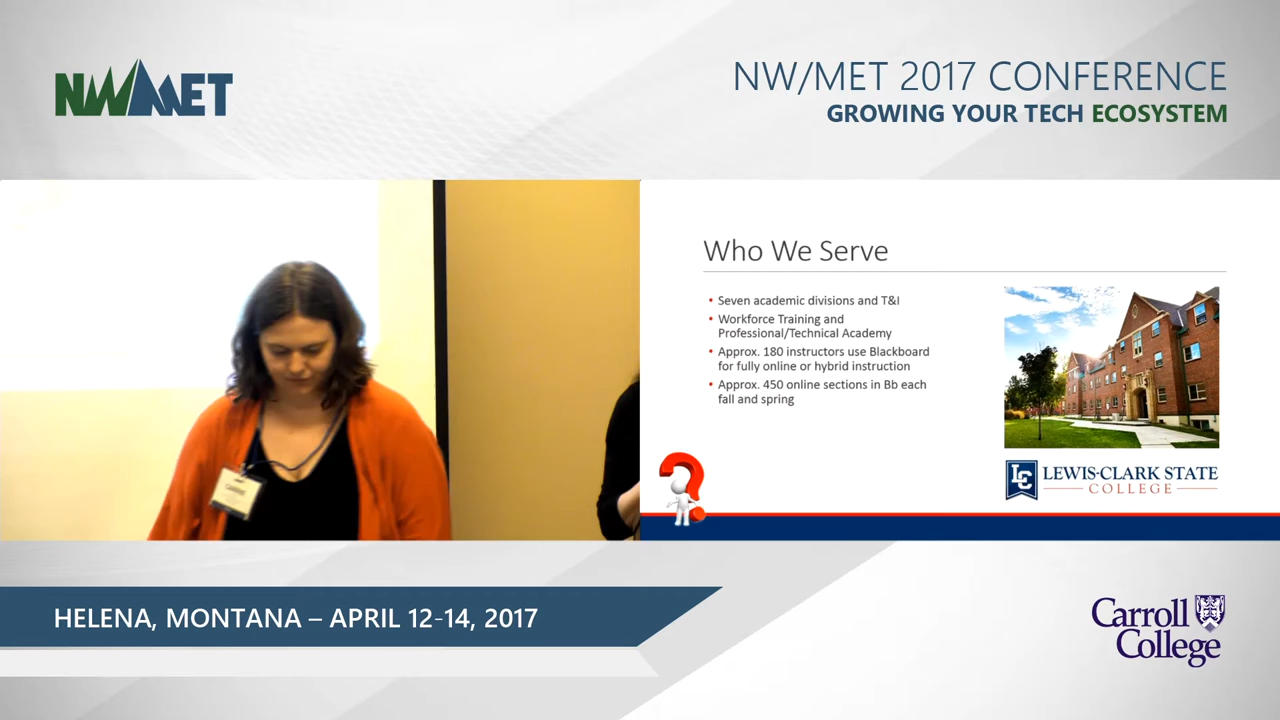 NWMET
NW/MET 2017 CONFERENCE
GROWING YOUR TECH ECOSYSTEM
Who We Serve
• Seven academic divisions and T&I
• Workforce Training and
Professional/Technical Academy
• Approx. 180 instructors use Blackboard
for fully online or hybrid instruction
• Approx. 450 online sections in Bb each
fall and spring
LC
LEWIS-CLARK STATE
COLLEGE
HELENA, MONTANA – APRIL 12-14, 2017
Carroll
College